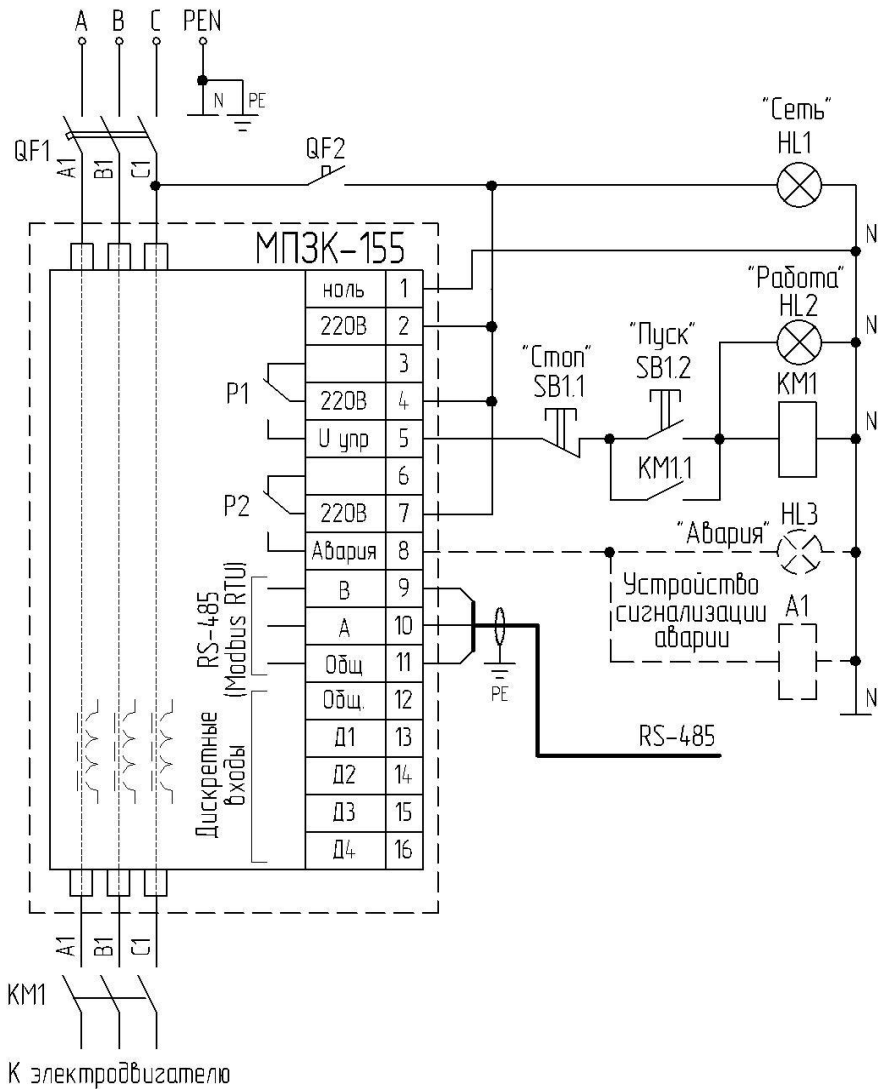 A B C PEN
N PE
QF1
A1 B1 C1
QF2
"Сеть"
HL1
МПЗК-155
N
ноль 1
220В 2
3
P1
220В 4
U упр 5
6
P2
220В 7
Авария 8
"Стоп"
SB1.1
"Пуск"
SB1.2
KM1.1
"Работа"
HL2
N
KM1
N
"Авария"
HL3
Устройство
сигнализации
аварии
A1
N
RS-485
(Modbus RTU)
B 9
A 10
Общ 11
PE
RS-485
Дискретные
входы
Общ. 12
Д1 13
Д2 14
Д3 15
Д4 16
A1 B1 C1
KM1
К электродвигателю